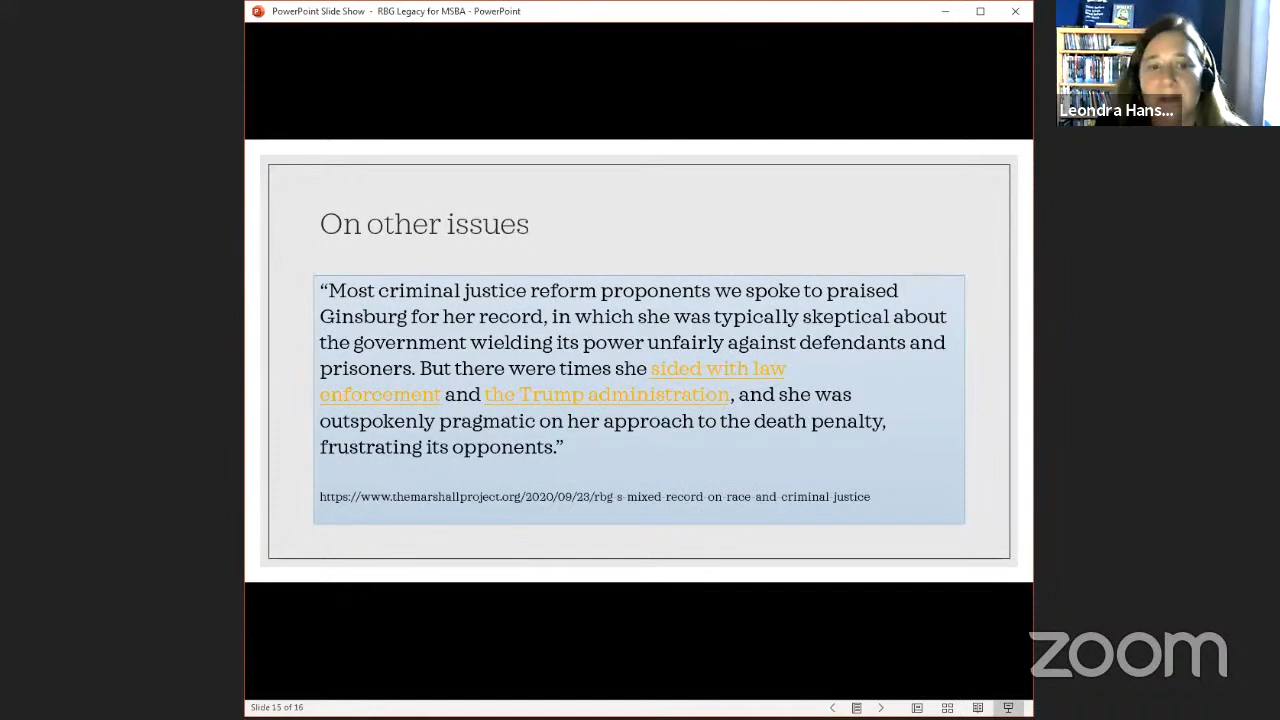 PowerPoint Slide Show - RBG Legacy for MSBA - PowerPoint
Leondra Hans...
On other issues
“Most criminal justice reform proponents we spoke to praised
Ginsburg for her record, in which she was typically skeptical about
the government wielding its power unfairly against defendants and
prisoners. But there were times she sided with law
enforcement and the Trump administration, and she was
outspokenly pragmatic on her approach to the death penalty,
frustrating its opponents.”
https://www.themarshallproject.org/2020/09/23/rbg-s-mixed-record-on-race-and-criminal-justice
zoom
Slide 15 of 16